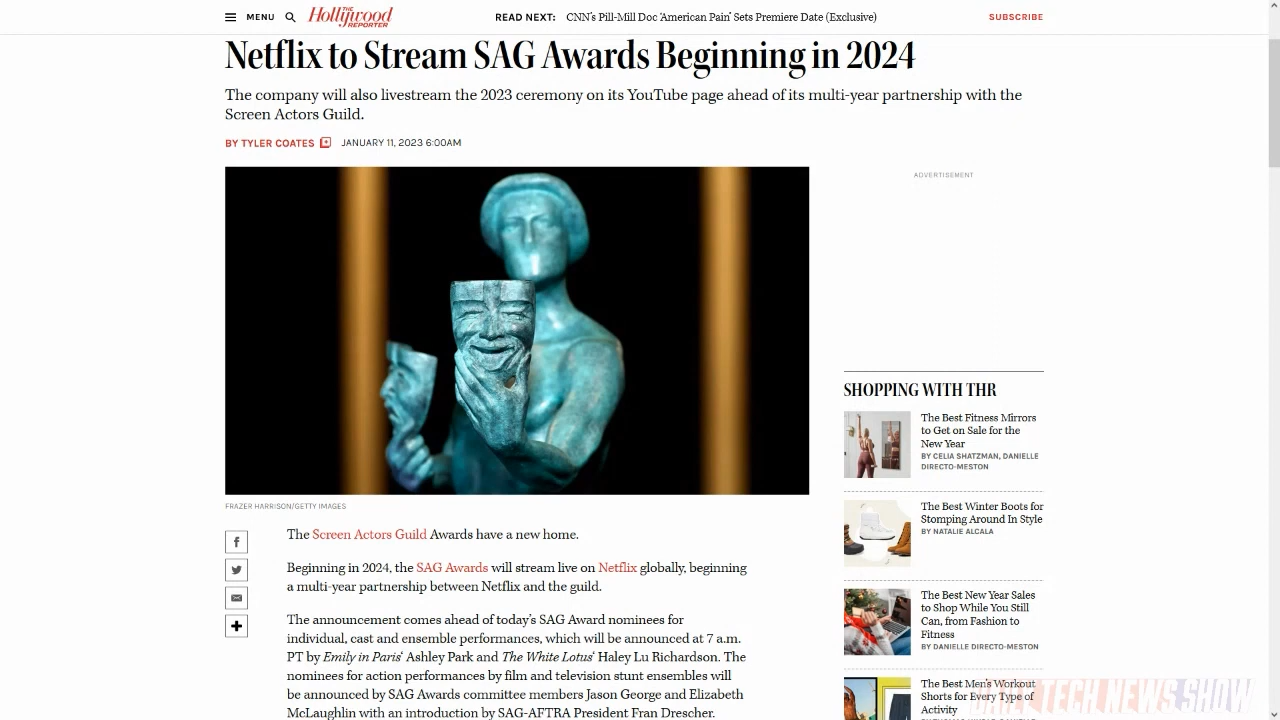 MENU
THE
Hollywood
REPORTER
READ NEXT: CNN's Pill-Mill Doc 'American Pain' Sets Premiere Date (Exclusive)
SUBSCRIBE
Netflix to Stream SAG Awards Beginning in 2024
The company will also livestream the 2023 ceremony on its YouTube page ahead of its multi-year partnership with the
Screen Actors Guild.
BY TYLER COATES JANUARY 11, 2023 6:00AM
FRAZER HARRISON/GETTY IMAGES
The Screen Actors Guild Awards have a new home.
Beginning in 2024, the SAG Awards will stream live on Netflix globally, beginning
a multi-year partnership between Netflix and the guild.
The announcement comes ahead of today's SAG Award nominees for
individual, cast and ensemble performances, which will be announced at 7 a.m.
PT by Emily in Paris' Ashley Park and The White Lotus' Haley Lu Richardson. The
nominees for action performances by film and television stunt ensembles will
be announced by SAG Awards committee members Jason George and Elizabeth
McLaughlin with an introduction by SAG-AFTRA President Fran Drescher.
ADVERTISEMENT
SHOPPING WITH THR
The Best Fitness Mirrors
to Get on Sale for the
New Year
BY CELIA SHATZMAN, DANIELLE
DIRECTO-MESTON
The Best Winter Boots for
Stomping Around In Style
BY NATALIE ALCALA
The Best New Year Sales
to Shop While You Still
Can, from Fashion to
Fitness
BY DANIELLE DIRECTO-MESTON
The Best Men's Workout
Shorts for Every Type of
Activity
DAILY TECH NEWS SHOW